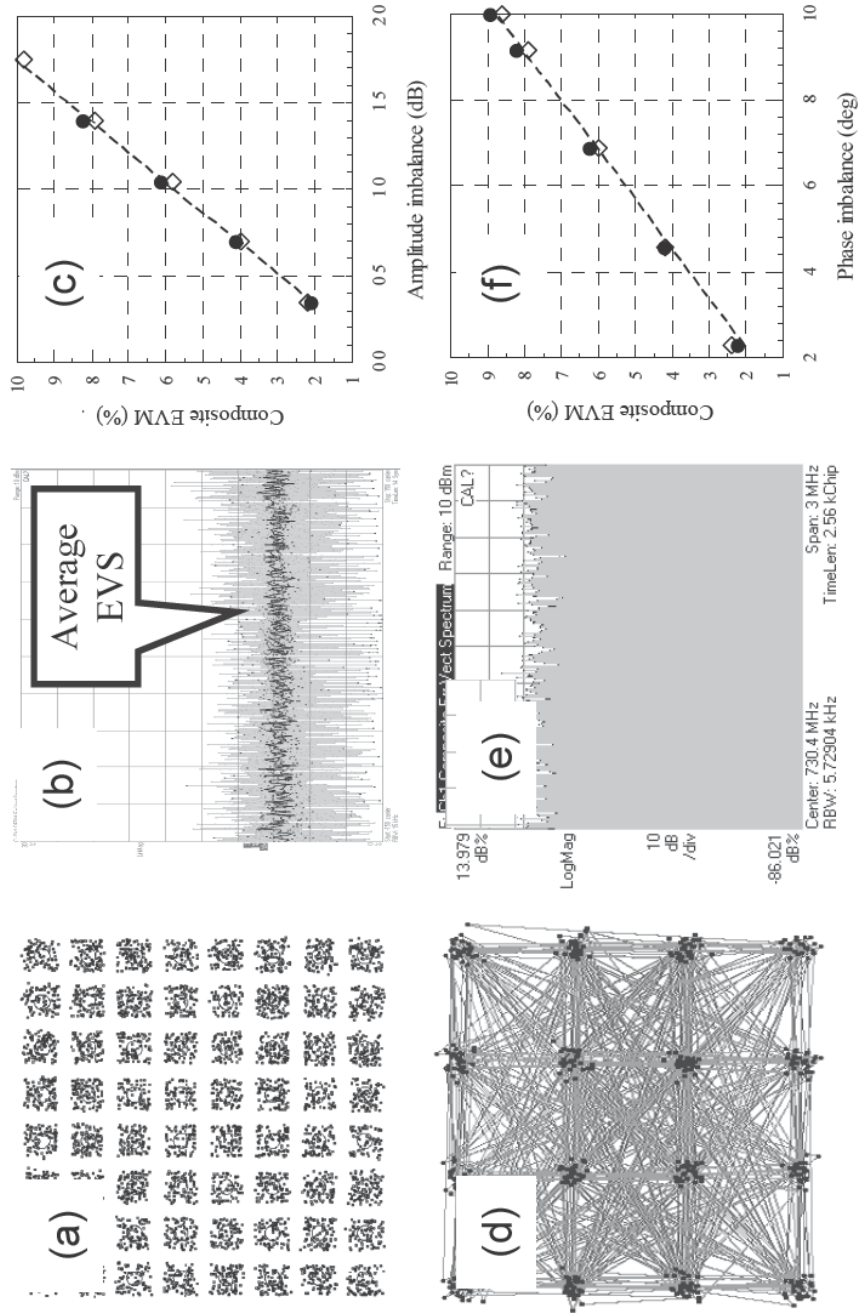 (a)
(b)
Average
EVS
(c)
10
9
8
7
6
5
4
3
2
1
Composite EVM (%)
0.0
0.5
1.0
1.5
2.0
Amplitude imbalance (dB)
(d)
(e)
Range: 10 dBm
CAL?
13.979
dB%
LogMag
10
dB
/div
-86.021
dB%
Center: 730.4 MHz
Span: 3 MHz
RBW: 5.72904 kHz
TimeLen: 2.56 kChip
(f)
10
9
8
7
6
5
4
3
2
1
Composite EVM (%)
2
4
6
8
10
Phase imbalance (deg)